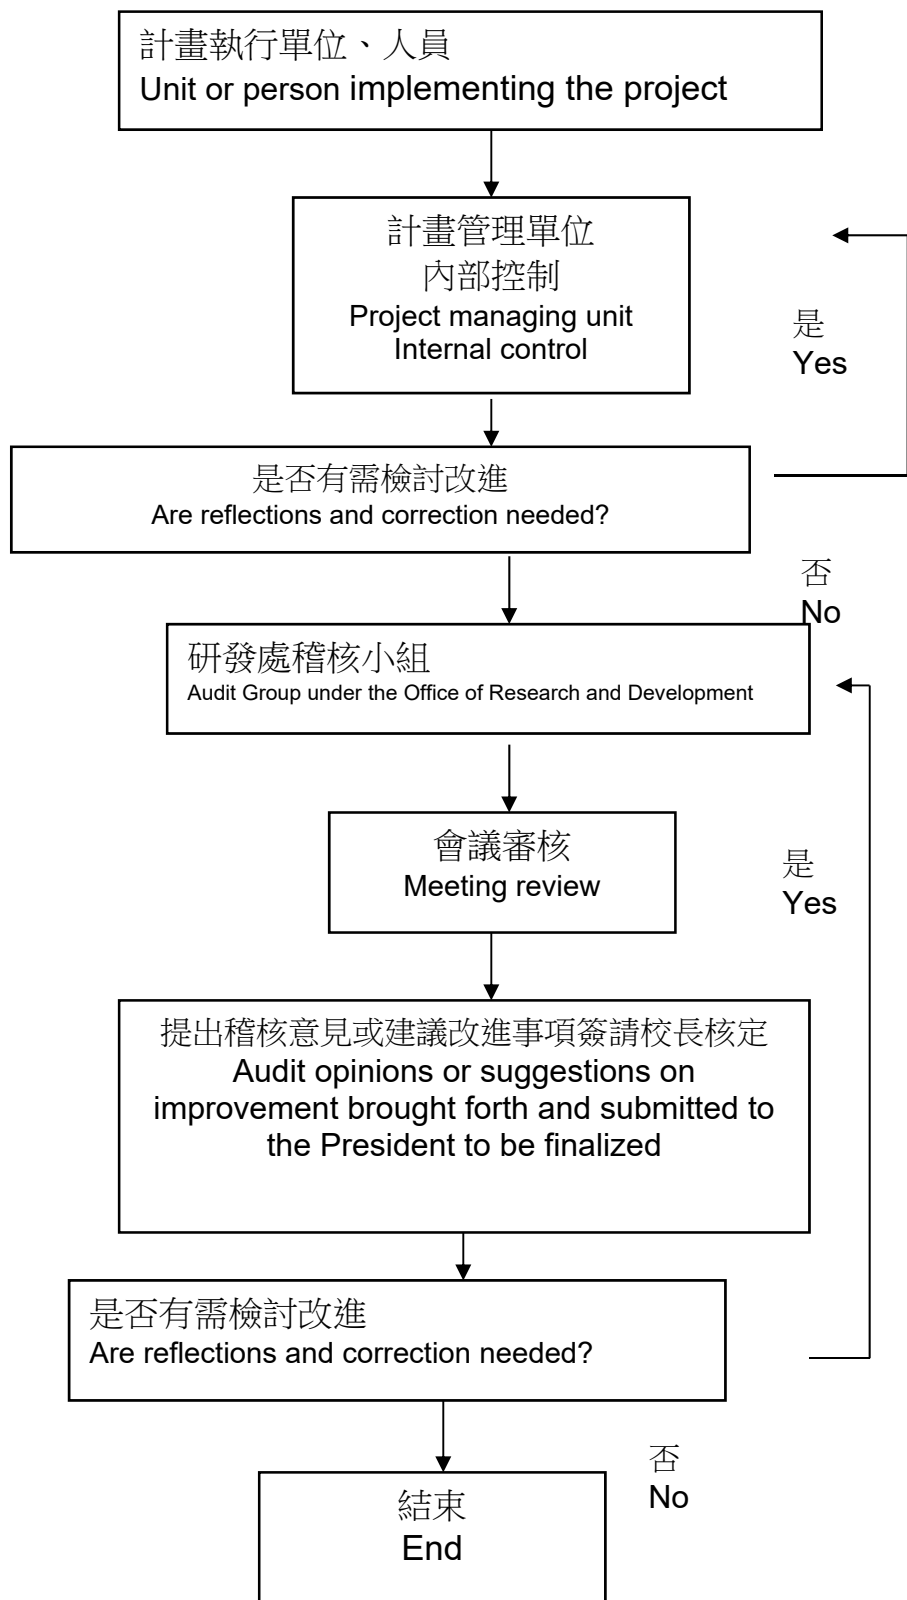 計畫執行單位、人員
Unit or person implementing the project
計畫管理單位
內部控制
Project managing unit
Internal control
是
Yes
是否有需檢討改進
Are reflections and correction needed?
否
No
研發處稽核小組
Audit Group under the Office of Research and Development
會議審核
Meeting review
是
Yes
提出稽核意見或建議改進事項簽請校長核定
Audit opinions or suggestions on
improvement brought forth and submitted to
the President to be finalized
是否有需檢討改進
Are reflections and correction needed?
否
No
結束
End